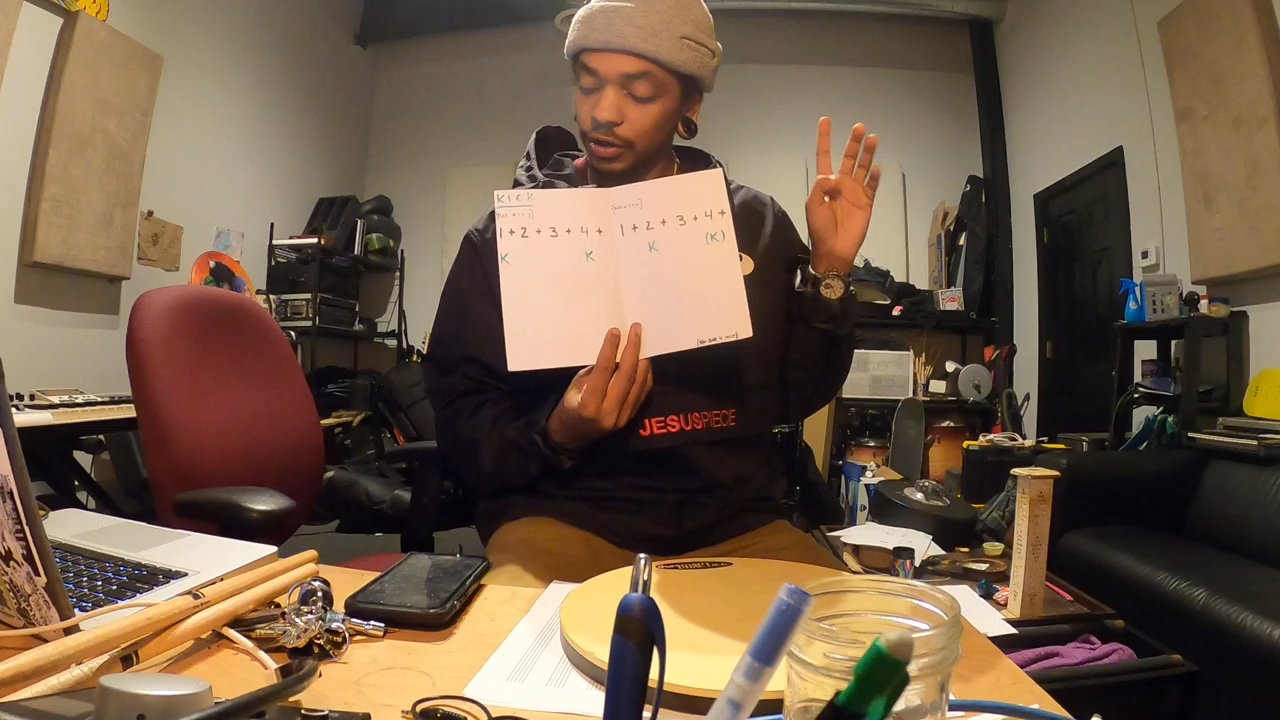 KICK
1 + 2 + 3 + 4 + 1 + 2 + 3 + 4 +
K K K (K)
JESUSPIECE